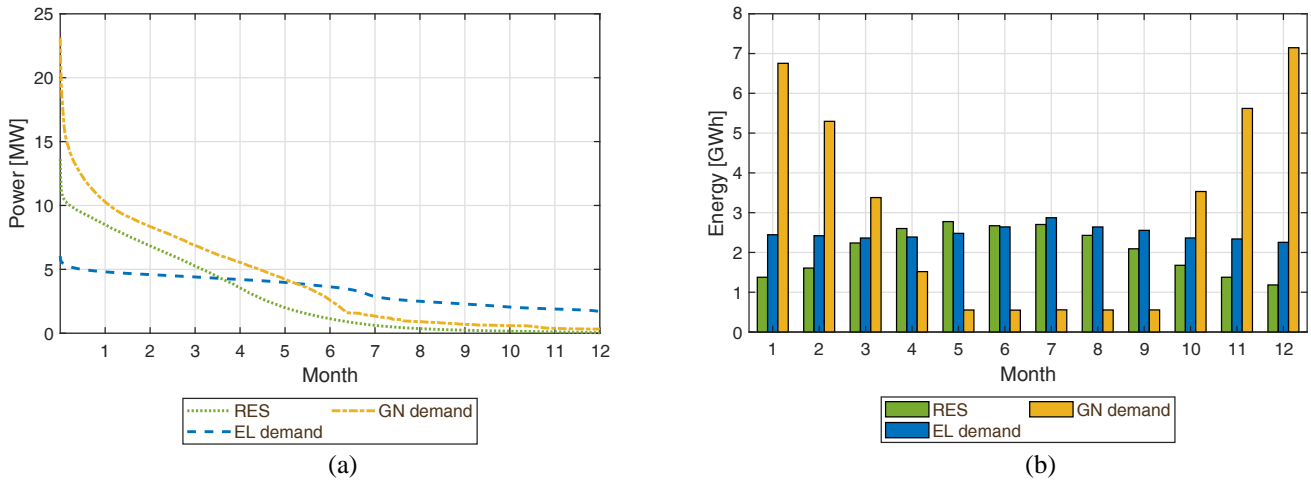 25
20
15
10
5
0
Power [MW]
1 2 3 4 5 6 7 8 9 10 11 12
Month
RES GN demand
EL demand
(a)
8
7
6
5
4
3
2
1
0
Energy [GWh]
1 2 3 4 5 6 7 8 9 10 11 12
Month
RES GN demand
EL demand
(b)